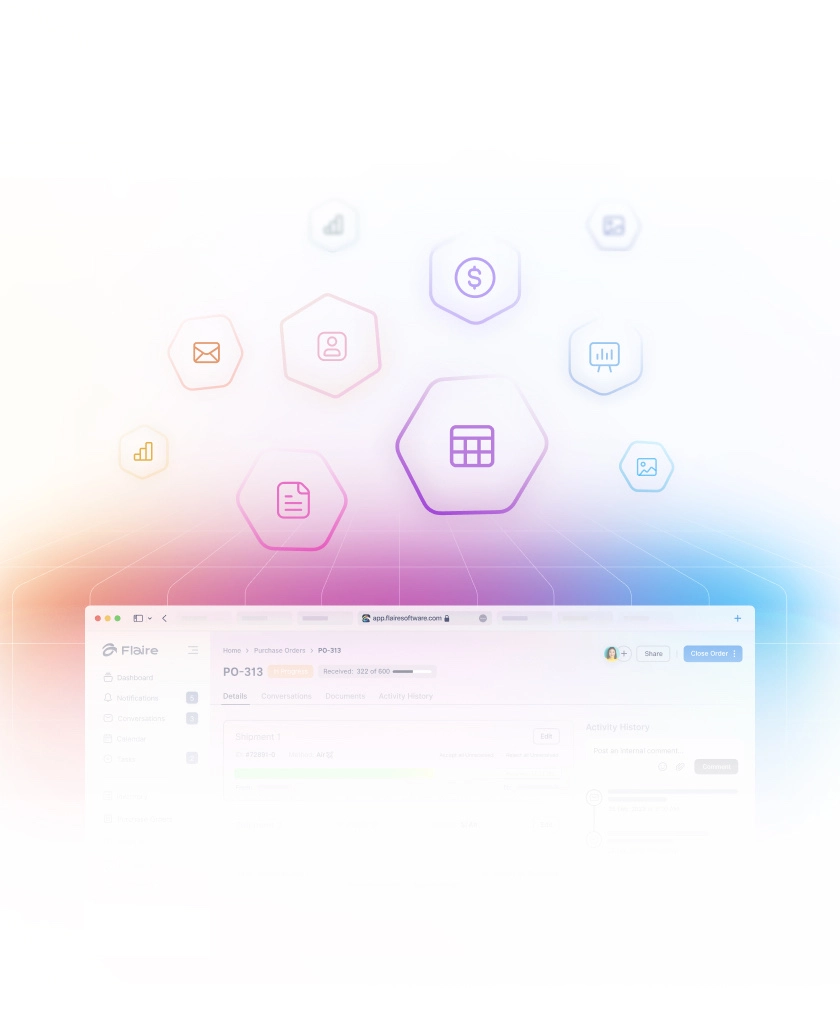 app.flairesoftware.com
Flaire
Home > Purchase Orders > PO-313
Share
Close Order
PO-313
Received: 322 of 600
Dashboard
Notifications
Conversations
Calendar
Details Conversations Documents Activity History
Shipment 1
Edit
Activity History
Post an internal comment...
Comment